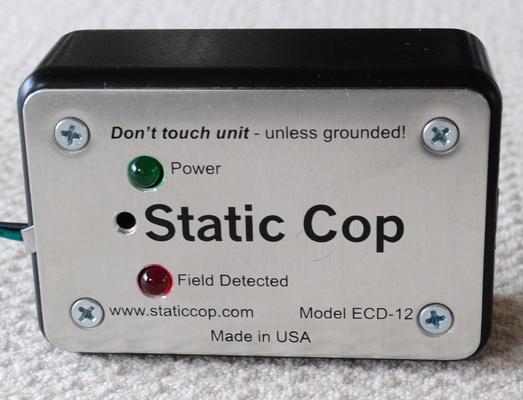 Don't touch unit - unless grounded!
Power
Static Cop
Field Detected
www.staticcop.com Model ECD-12
Made in USA